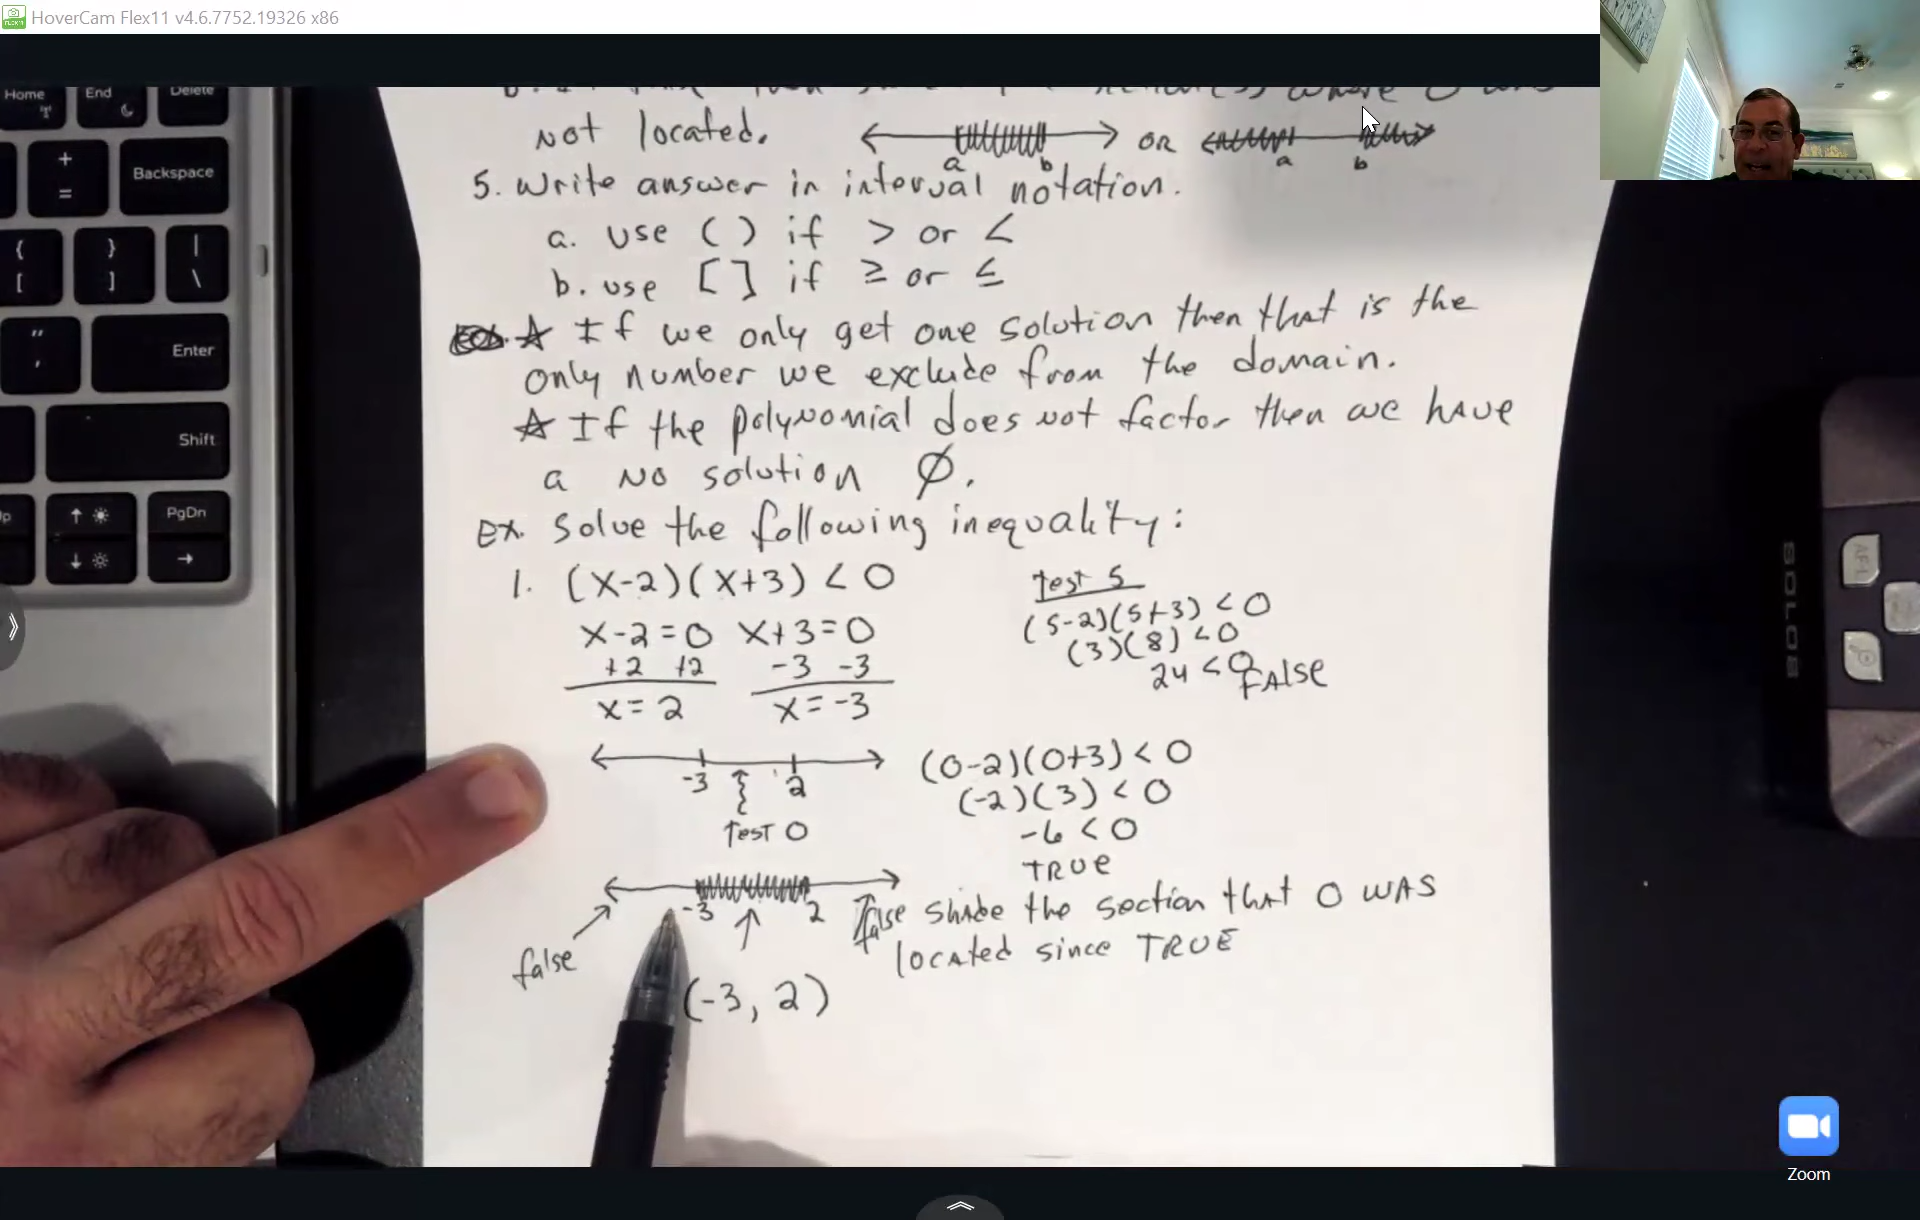 HoverCam Flex11 v4.6.7752.19326 x86
Home End Delete
not located. a b OR a b
+ = Backspace
5. Write answer in interval notation.
a. use ( ) if > or <
{ [ } ] | \
b. use [ ] if ≥ or ≤
☆ If we only get one solution then that is the
" , Enter
only number we exclude from the domain.
☆ If the polynomial does not factor then we have
Shift
a No solution ∅.
PgDn
Ex. Solve the following inequality:
1. (x-2)(x+3) < 0
x-2=0 x+3=0
+2 +2 -3 -3
x=2 x=-3
Test 5
(5-2)(5+3) < 0
(3)(8) < 0
24 < 0
FAlse
-3 2
Test 0
(0-2)(0+3) < 0
(-2)(3) < 0
-6 < 0
TRUe
-3 2
false
false
shade the section that 0 WAS
located since TRUE
(-3, 2)
SOLO8
AF
Zoom